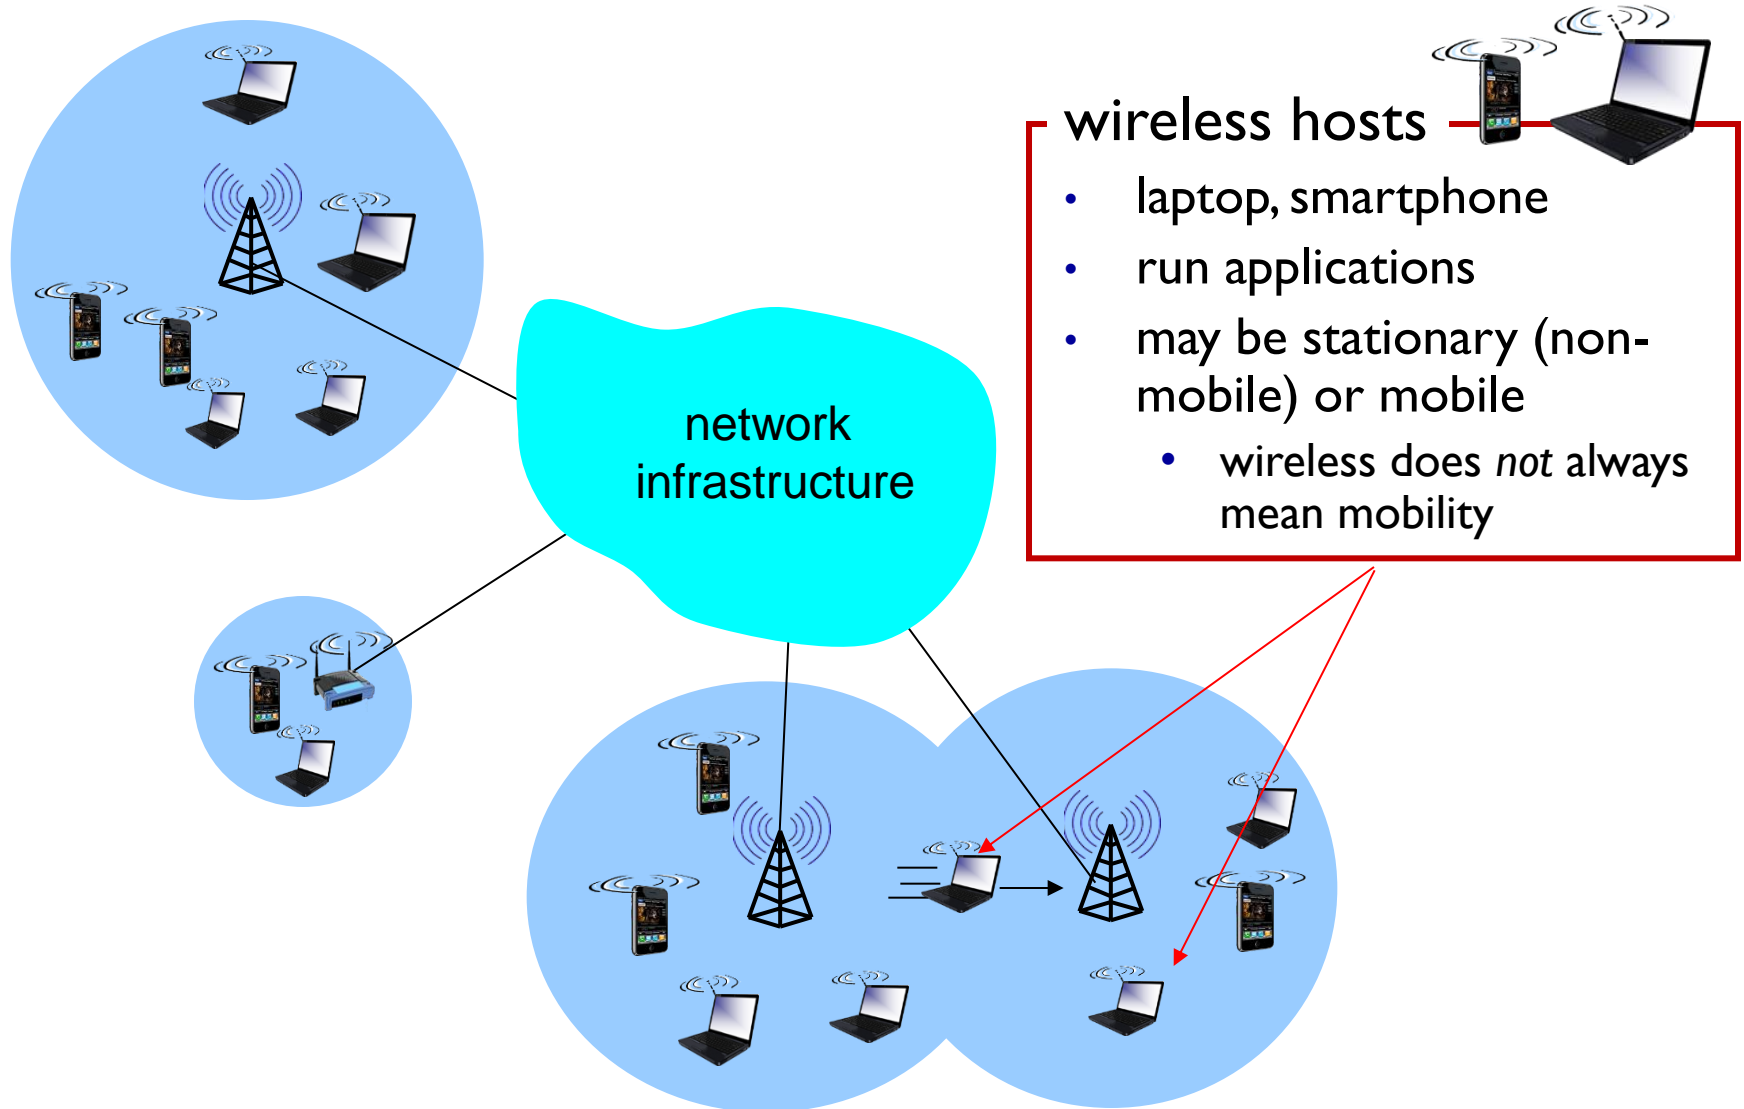 wireless hosts
• laptop, smartphone
• run applications
• may be stationary (non-
mobile) or mobile
• wireless does not always
mean mobility
network
infrastructure